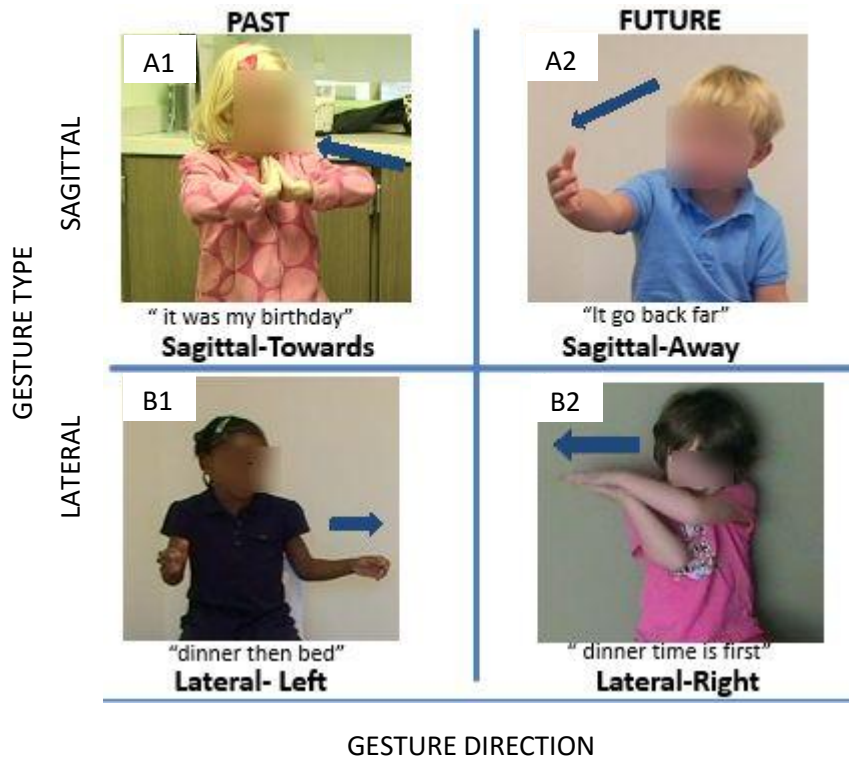 PAST
FUTURE
GESTURE TYPE
SAGITTAL
A1
A2
" it was my birthday"
"It go back far"
Sagittal-Towards
Sagittal-Away
LATERAL
B1
B2
"dinner then bed"
" dinner time is first"
Lateral- Left
Lateral-Right
GESTURE DIRECTION